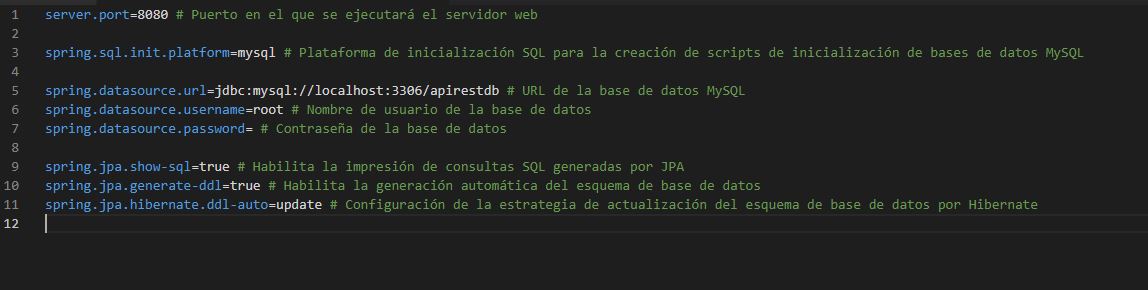 1 server.port=8080 # Puerto en el que se ejecutará el servidor web
2
3 spring.sql.init.platform=mysql # Plataforma de inicialización SQL para la creación de scripts de inicialización de bases de datos MySQL
4
5 spring.datasource.url=jdbc:mysql://localhost:3306/apirestdb # URL de la base de datos MySQL
6 spring.datasource.username=root # Nombre de usuario de la base de datos
7 spring.datasource.password= # Contraseña de la base de datos
8
9 spring.jpa.show-sql=true # Habilita la impresión de consultas SQL generadas por JPA
10 spring.jpa.generate-ddl=true # Habilita la generación automática del esquema de base de datos
11 spring.jpa.hibernate.ddl-auto=update # Configuración de la estrategia de actualización del esquema de base de datos por Hibernate
12